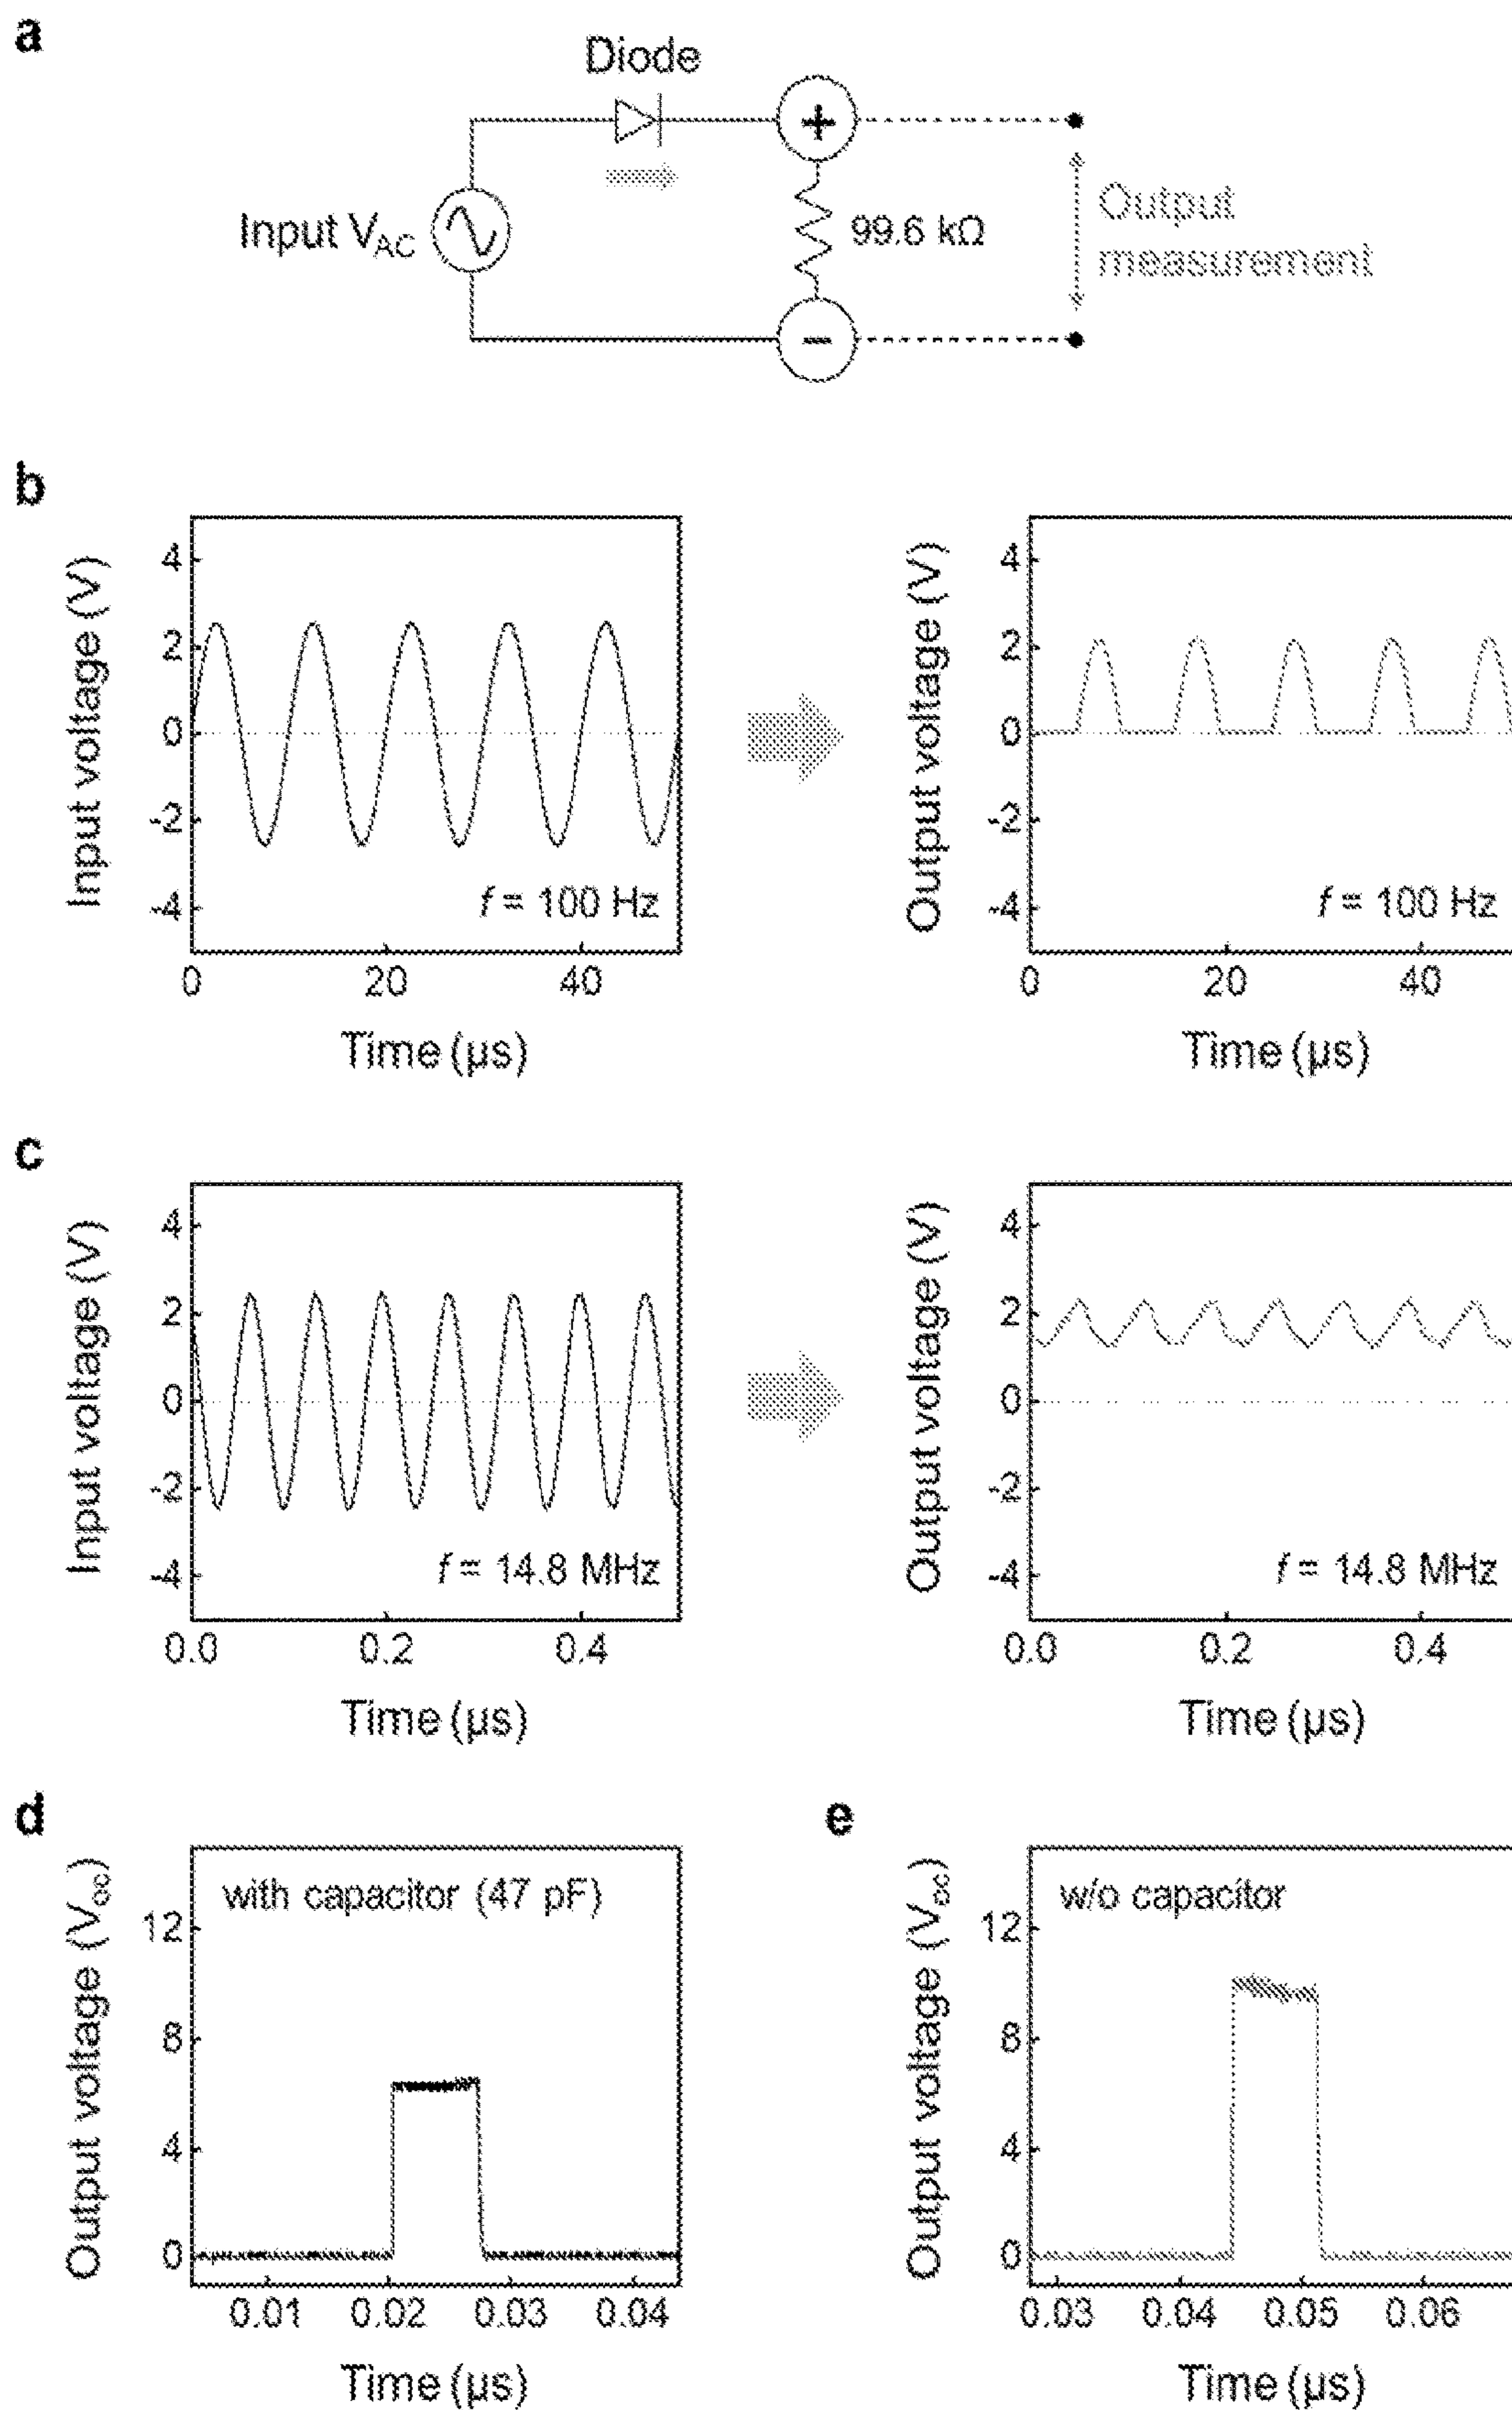 a
Diode
+
Input VAC
99.6 kΩ
Output
measurement
−
b
Input voltage (V)
4
2
0
-2
-4
f = 100 Hz
0 20 40
Time (µs)
Output voltage (V)
4
2
0
-2
-4
f = 100 Hz
0 20 40
Time (µs)
c
Input voltage (V)
4
2
0
-2
-4
f = 14.8 MHz
0.0 0.2 0.4
Time (µs)
Output voltage (V)
4
2
0
-2
-4
f = 14.8 MHz
0.0 0.2 0.4
Time (µs)
d
Output voltage (Voc)
with capacitor (47 pF)
12
8
4
0
0.01 0.02 0.03 0.04
Time (µs)
e
Output voltage (Voc)
w/o capacitor
12
8
4
0
0.03 0.04 0.05 0.06
Time (µs)